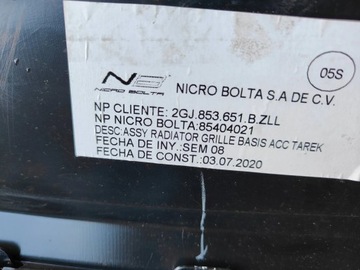 05S
NICRO BOLTA
NICRO BOLTA S.A DE C.V.
NP CLIENTE: 2GJ.853.651.B.ZLL
NP NICRO BOLTA:85404021
DESC:ASSY RADIATOR GRILLE BASIS ACC TAREK
FECHA DE INY.:SEM 08
FECHA DE CONST.:03.07.2020